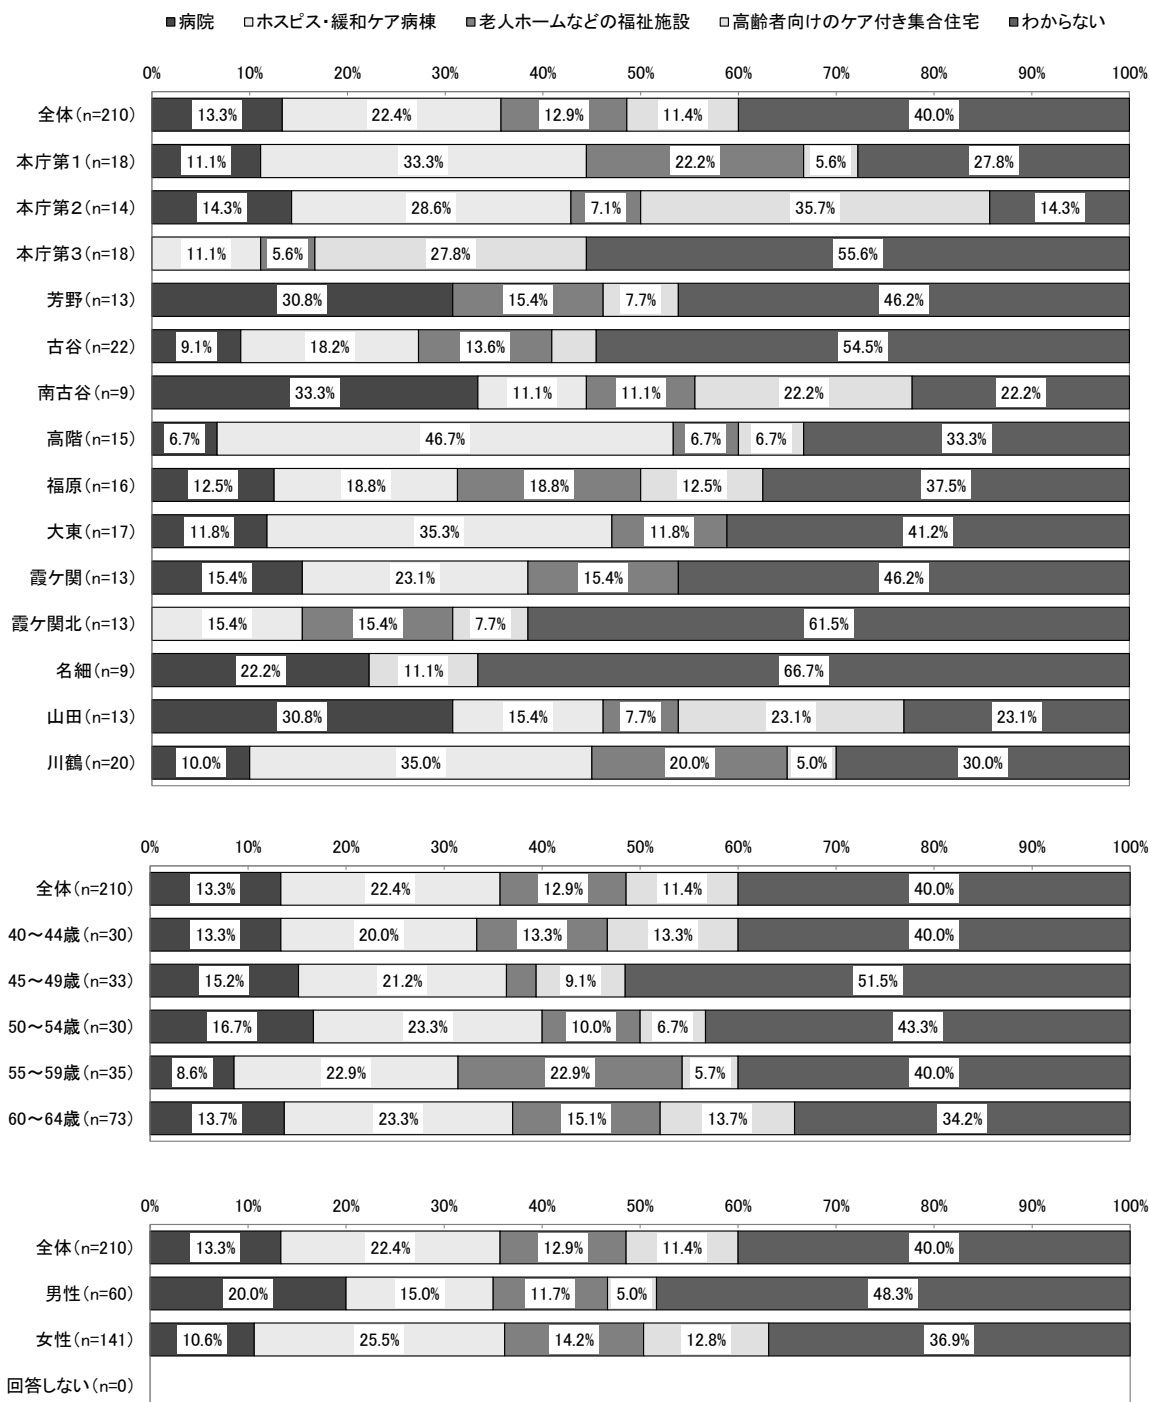 ■病院 □ホスピス・緩和ケア病棟 ■老人ホームなどの福祉施設 □高齢者向けのケア付き集合住宅 ■わからない
0% 10% 20% 30% 40% 50% 60% 70% 80% 90% 100%
全体(n=210) 13.3% 22.4% 12.9% 11.4% 40.0%
本庁第1(n=18) 11.1% 33.3% 22.2% 5.6% 27.8%
本庁第2(n=14) 14.3% 28.6% 7.1% 35.7% 14.3%
本庁第3(n=18) 11.1% 5.6% 27.8% 55.6%
芳野(n=13) 30.8% 15.4% 7.7% 46.2%
古谷(n=22) 9.1% 18.2% 13.6% 54.5%
南古谷(n=9) 33.3% 11.1% 11.1% 22.2% 22.2%
高階(n=15) 6.7% 46.7% 6.7% 6.7% 33.3%
福原(n=16) 12.5% 18.8% 18.8% 12.5% 37.5%
大東(n=17) 11.8% 35.3% 11.8% 41.2%
霞ケ関(n=13) 15.4% 23.1% 15.4% 46.2%
霞ケ関北(n=13) 15.4% 15.4% 7.7% 61.5%
名細(n=9) 22.2% 11.1% 66.7%
山田(n=13) 30.8% 15.4% 7.7% 23.1% 23.1%
川鶴(n=20) 10.0% 35.0% 20.0% 5.0% 30.0%
0% 10% 20% 30% 40% 50% 60% 70% 80% 90% 100%
全体(n=210) 13.3% 22.4% 12.9% 11.4% 40.0%
40～44歳(n=30) 13.3% 20.0% 13.3% 13.3% 40.0%
45～49歳(n=33) 15.2% 21.2% 9.1% 51.5%
50～54歳(n=30) 16.7% 23.3% 10.0% 6.7% 43.3%
55～59歳(n=35) 8.6% 22.9% 22.9% 5.7% 40.0%
60～64歳(n=73) 13.7% 23.3% 15.1% 13.7% 34.2%
0% 10% 20% 30% 40% 50% 60% 70% 80% 90% 100%
全体(n=210) 13.3% 22.4% 12.9% 11.4% 40.0%
男性(n=60) 20.0% 15.0% 11.7% 5.0% 48.3%
女性(n=141) 10.6% 25.5% 14.2% 12.8% 36.9%
回答しない(n=0)